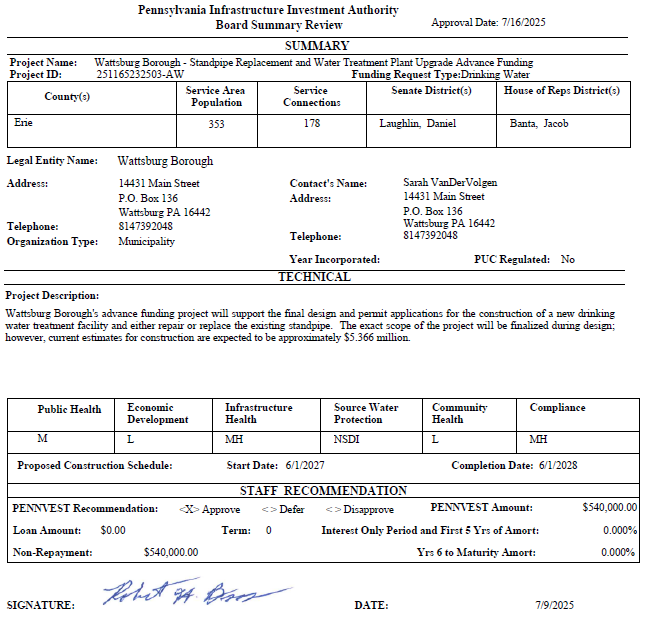 Pennsylvania Infrastructure Investment Authority
Board Summary Review
Approval Date: 7/16/2025
SUMMARY
Project Name: Wattsburg Borough - Standpipe Replacement and Water Treatment Plant Upgrade Advance Funding
Project ID: 251165232503-AW Funding Request Type:Drinking Water
County(s) Service Area Population Service Connections Senate District(s) House of Reps District(s)
Erie 353 178 Laughlin, Daniel Banta, Jacob
Legal Entity Name: Wattsburg Borough
Address: 14431 Main Street
P.O. Box 136
Wattsburg PA 16442
Telephone: 8147392048
Organization Type: Municipality
Contact's Name: Sarah VanDerVolgen
Address: 14431 Main Street
P.O. Box 136
Wattsburg PA 16442
Telephone: 8147392048
Year Incorporated: PUC Regulated: No
TECHNICAL
Project Description:
Wattsburg Borough's advance funding project will support the final design and permit applications for the construction of a new drinking
water treatment facility and either repair or replace the existing standpipe. The exact scope of the project will be finalized during design;
however, current estimates for construction are expected to be approximately $5.366 million.
Public Health Economic Development Infrastructure Health Source Water Protection Community Health Compliance
M L MH NSDI L MH
Proposed Construction Schedule: Start Date: 6/1/2027 Completion Date: 6/1/2028
STAFF RECOMMENDATION
PENNVEST Recommendation: <X> Approve < > Defer < > Disapprove PENNVEST Amount: $540,000.00
Loan Amount: $0.00 Term: 0 Interest Only Period and First 5 Yrs of Amort: 0.000%
Non-Repayment: $540,000.00 Yrs 6 to Maturity Amort: 0.000%
SIGNATURE: DATE: 7/9/2025